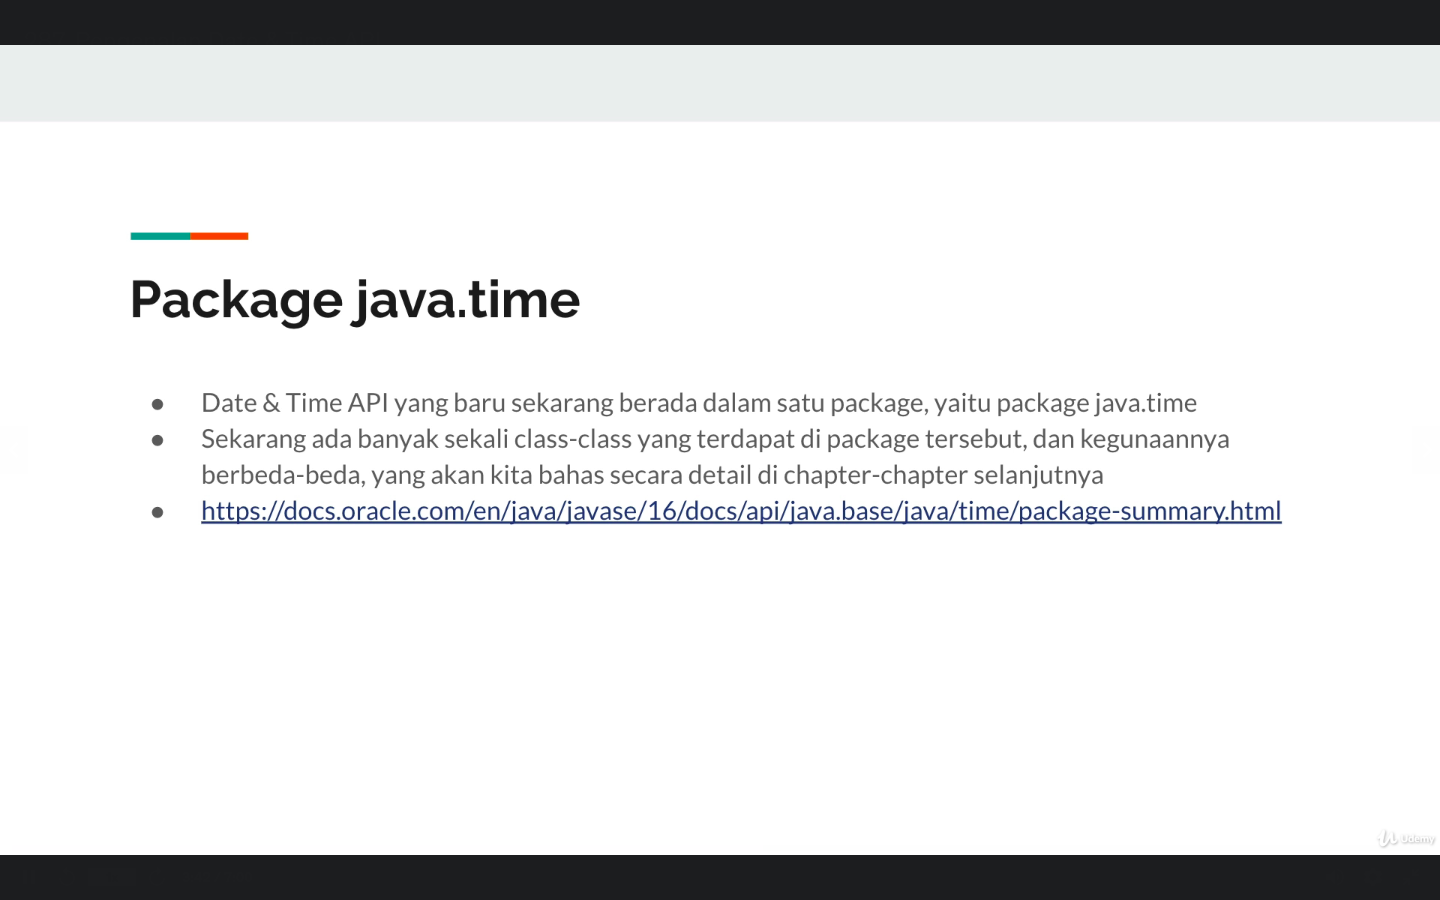 Package java.time
● Date & Time API yang baru sekarang berada dalam satu package, yaitu package java.time
● Sekarang ada banyak sekali class-class yang terdapat di package tersebut, dan kegunaannya
berbeda-beda, yang akan kita bahas secara detail di chapter-chapter selanjutnya
● https://docs.oracle.com/en/java/javase/16/docs/api/java.base/java/time/package-summary.html
Udemy